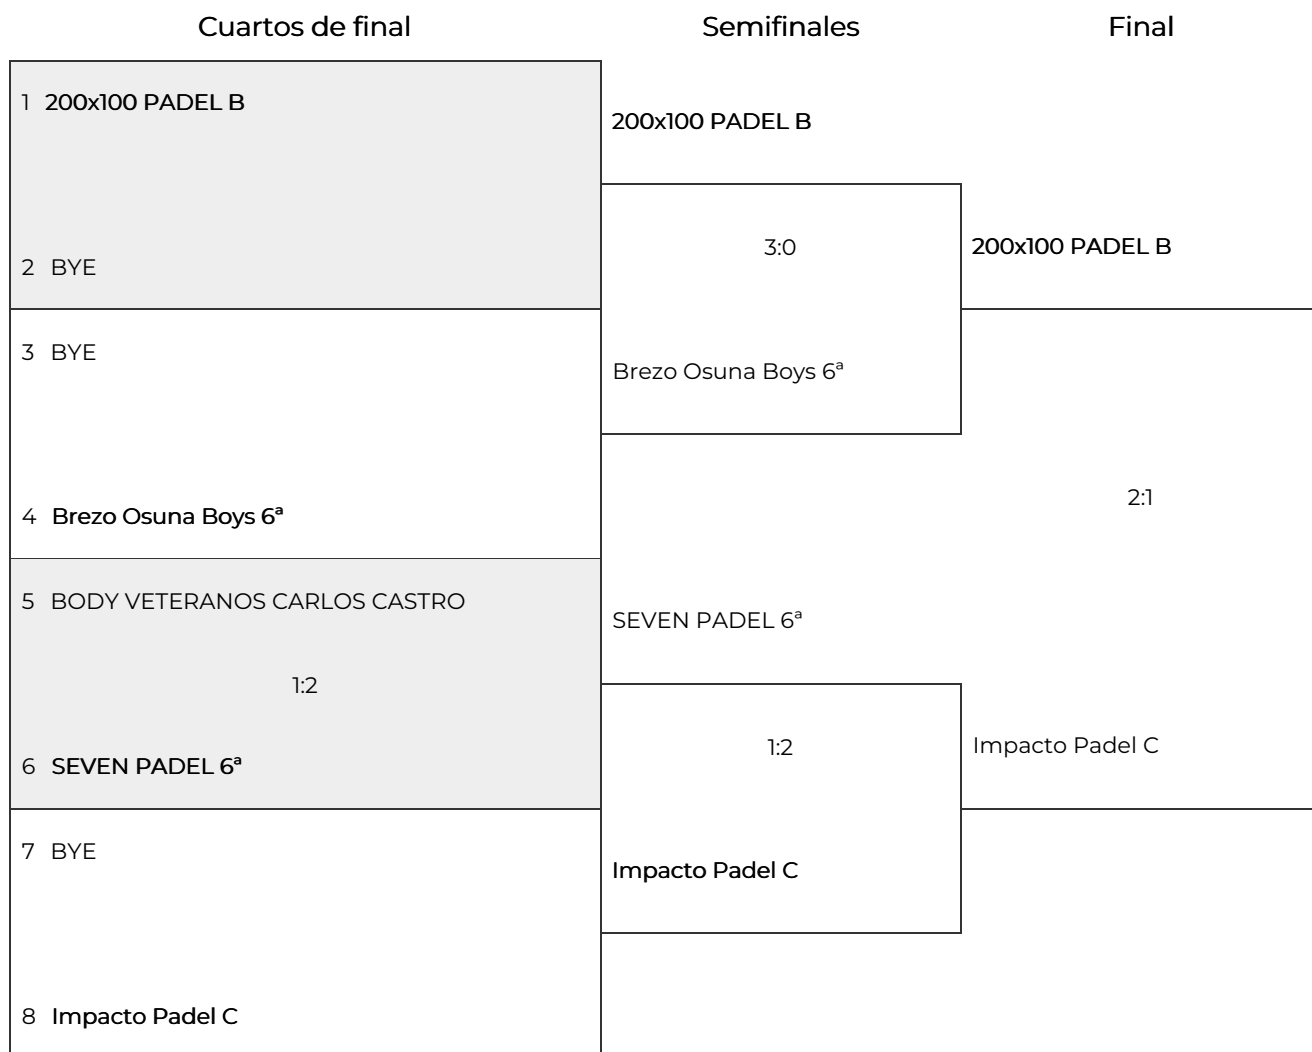 Cuartos de final
Semifinales
Final
1 200x100 PADEL B
2 BYE
3 BYE
4 Brezo Osuna Boys 6ª
5 BODY VETERANOS CARLOS CASTRO
1:2
6 SEVEN PADEL 6ª
7 BYE
8 Impacto Padel C
200x100 PADEL B
3:0
Brezo Osuna Boys 6ª
SEVEN PADEL 6ª
1:2
Impacto Padel C
200x100 PADEL B
2:1
Impacto Padel C